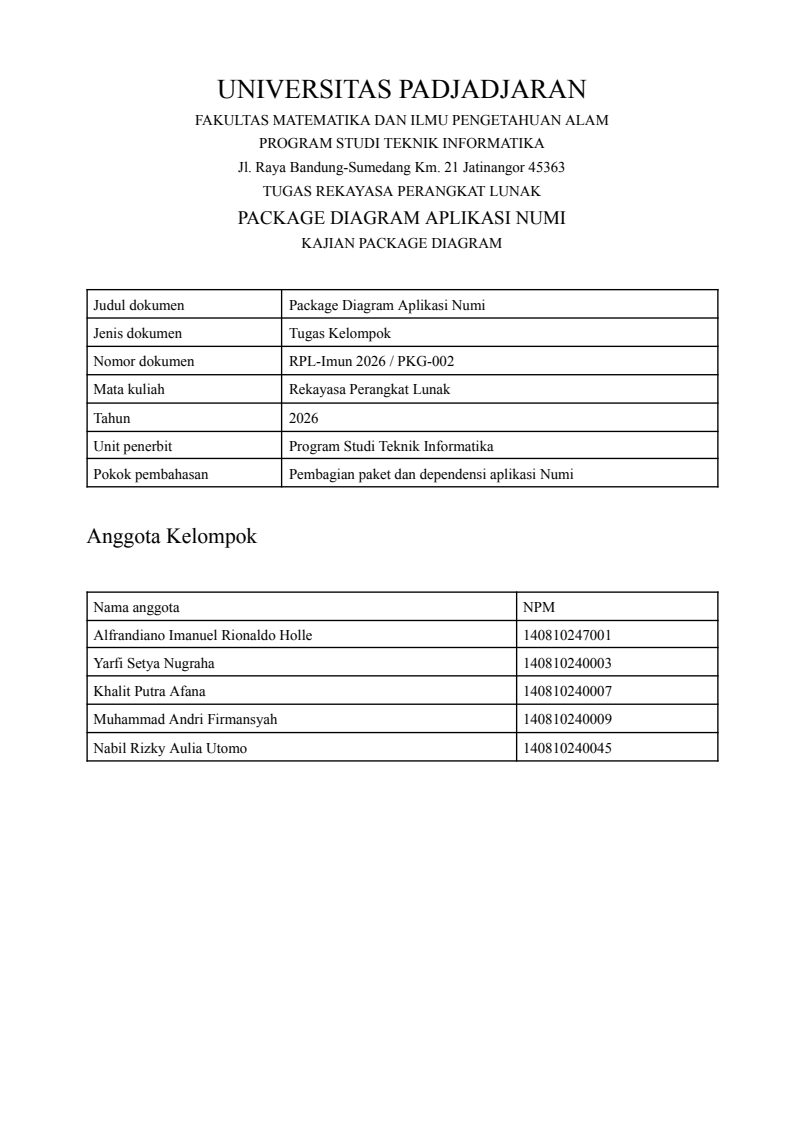 UNIVERSITAS PADJADJARAN
FAKULTAS MATEMATIKA DAN ILMU PENGETAHUAN ALAM
PROGRAM STUDI TEKNIK INFORMATIKA
Jl. Raya Bandung-Sumedang Km. 21 Jatinangor 45363
TUGAS REKAYASA PERANGKAT LUNAK
PACKAGE DIAGRAM APLIKASI NUMI
KAJIAN PACKAGE DIAGRAM
Judul dokumen Package Diagram Aplikasi Numi
Jenis dokumen Tugas Kelompok
Nomor dokumen RPL-Imun 2026 / PKG-002
Mata kuliah Rekayasa Perangkat Lunak
Tahun 2026
Unit penerbit Program Studi Teknik Informatika
Pokok pembahasan Pembagian paket dan dependensi aplikasi Numi
Anggota Kelompok
Nama anggota NPM
Alfrandiano Imanuel Rionaldo Holle 140810247001
Yarfi Setya Nugraha 140810240003
Khalit Putra Afana 140810240007
Muhammad Andri Firmansyah 140810240009
Nabil Rizky Aulia Utomo 140810240045